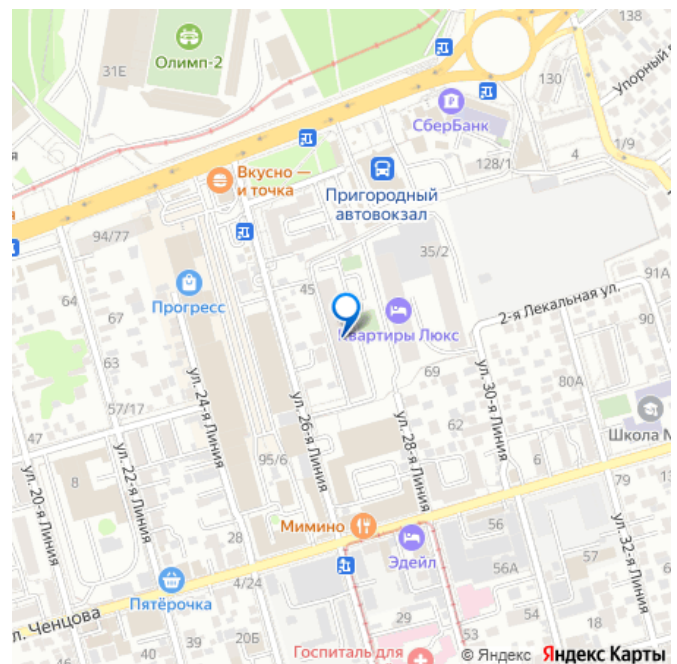 138
31Е
Олимп-2
130
Упорный
СберБанк
1/9
4
128/1
Вкусно —
и точка
Пригородный
автовокзал
35/2
94/77
91А
45
2-я Лекальная ул.
64
Прогресс
90
67
Квартиры Люкс
69
80А
57/17
47
ул. 24-я Линия
ул. 26-я Линия
ул. 28-я Линия
ул. 30-я Линия
62
Школа №
ул. 20-я Линия
ул. 22-я Линия
8
95/6
6
79
ул. 32-я Линия
Мимино
56
28
Эдейл
57
4/24
56А
Пятёрочка
54
18
л. Ченцова
29
40
39
20Б
53
Госпиталь для
© Яндекс Яндекс Карты